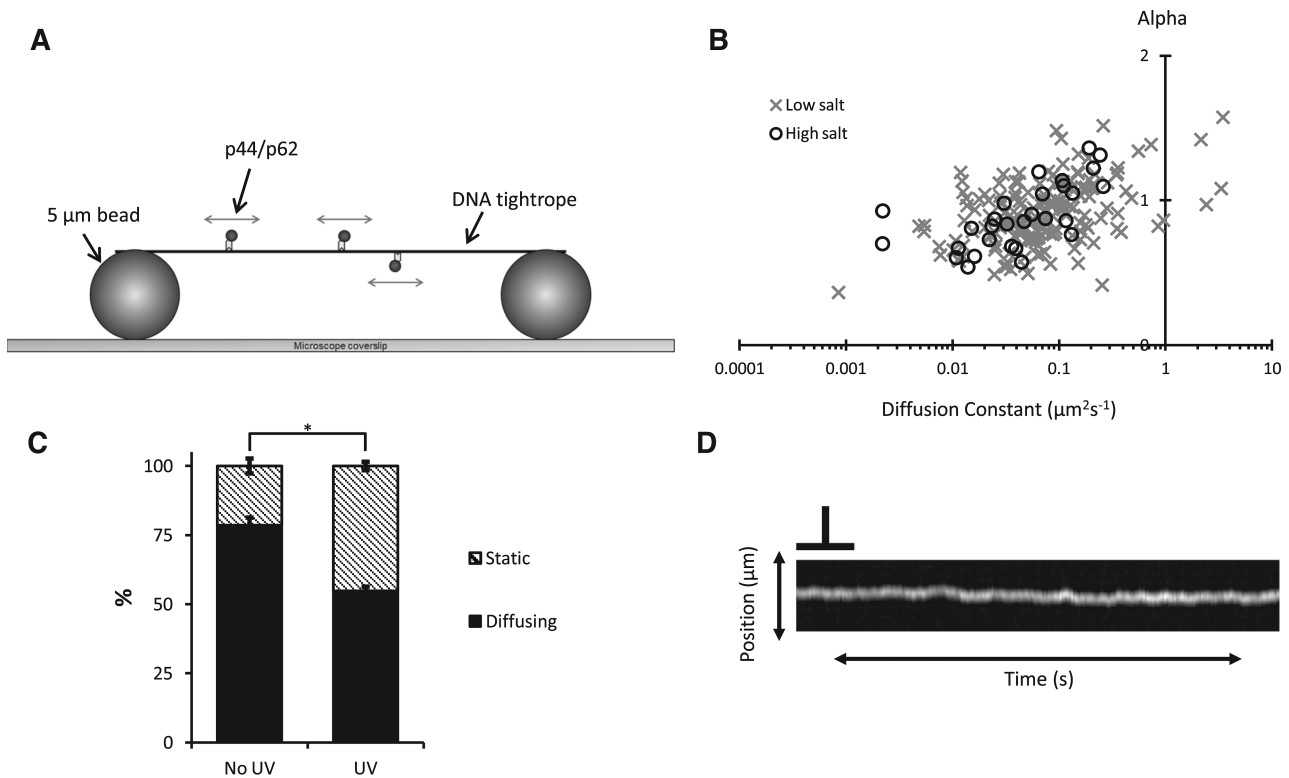 A
p44/p62
5 µm bead
DNA tightrope
Microscope coverslip
B
Alpha
2
Low salt
High salt
1
0
0.0001 0.001 0.01 0.1 1 10
Diffusion Constant (µm²s⁻¹)
C
*
100
75
50
25
0
%
Static
Diffusing
No UV UV
D
Position (µm)
Time (s)